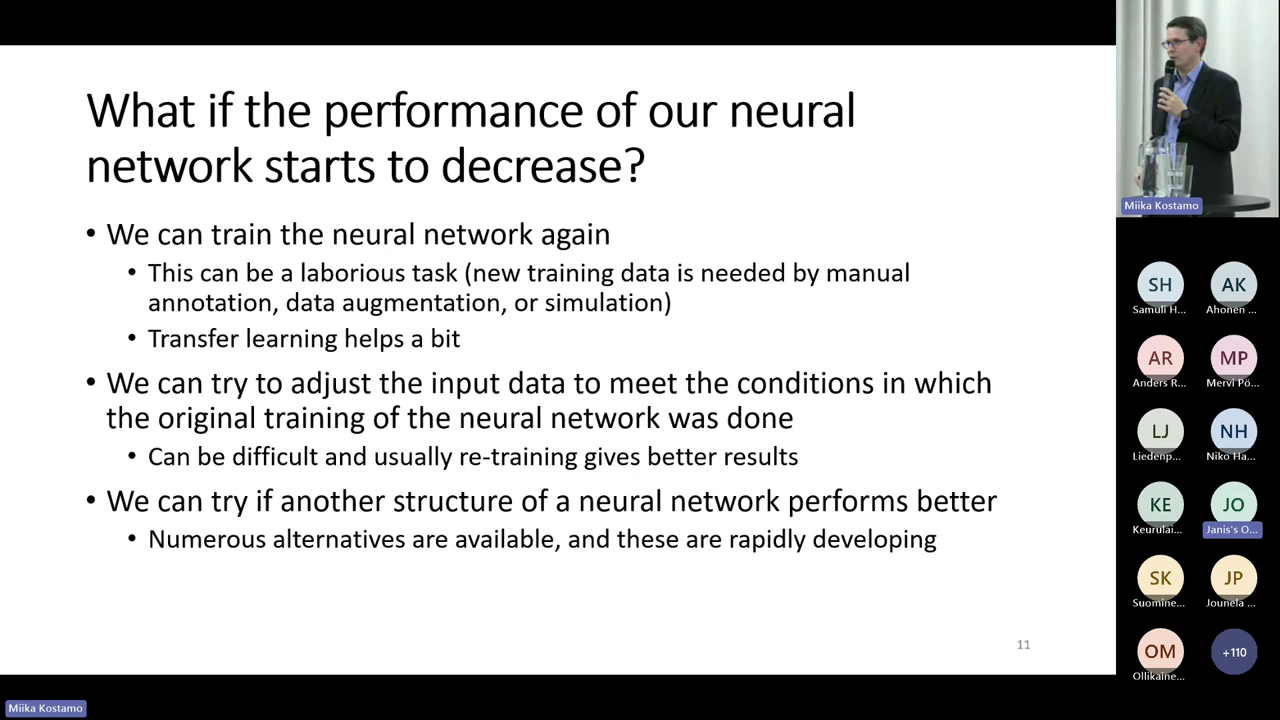 What if the performance of our neural
network starts to decrease?
• We can train the neural network again
• This can be a laborious task (new training data is needed by manual
annotation, data augmentation, or simulation)
• Transfer learning helps a bit
• We can try to adjust the input data to meet the conditions in which
the original training of the neural network was done
• Can be difficult and usually re-training gives better results
• We can try if another structure of a neural network performs better
• Numerous alternatives are available, and these are rapidly developing
11
Miika Kostamo
Miika Kostamo
SH
Samuli H...
AK
Ahonen ...
AR
Anders R...
MP
Mervi Pö...
LJ
Liedenp...
NH
Niko Ha...
KE
Keurulai...
JO
Janis's O...
SK
Suomine...
JP
Jounela ...
OM
Ollikaine...
+110